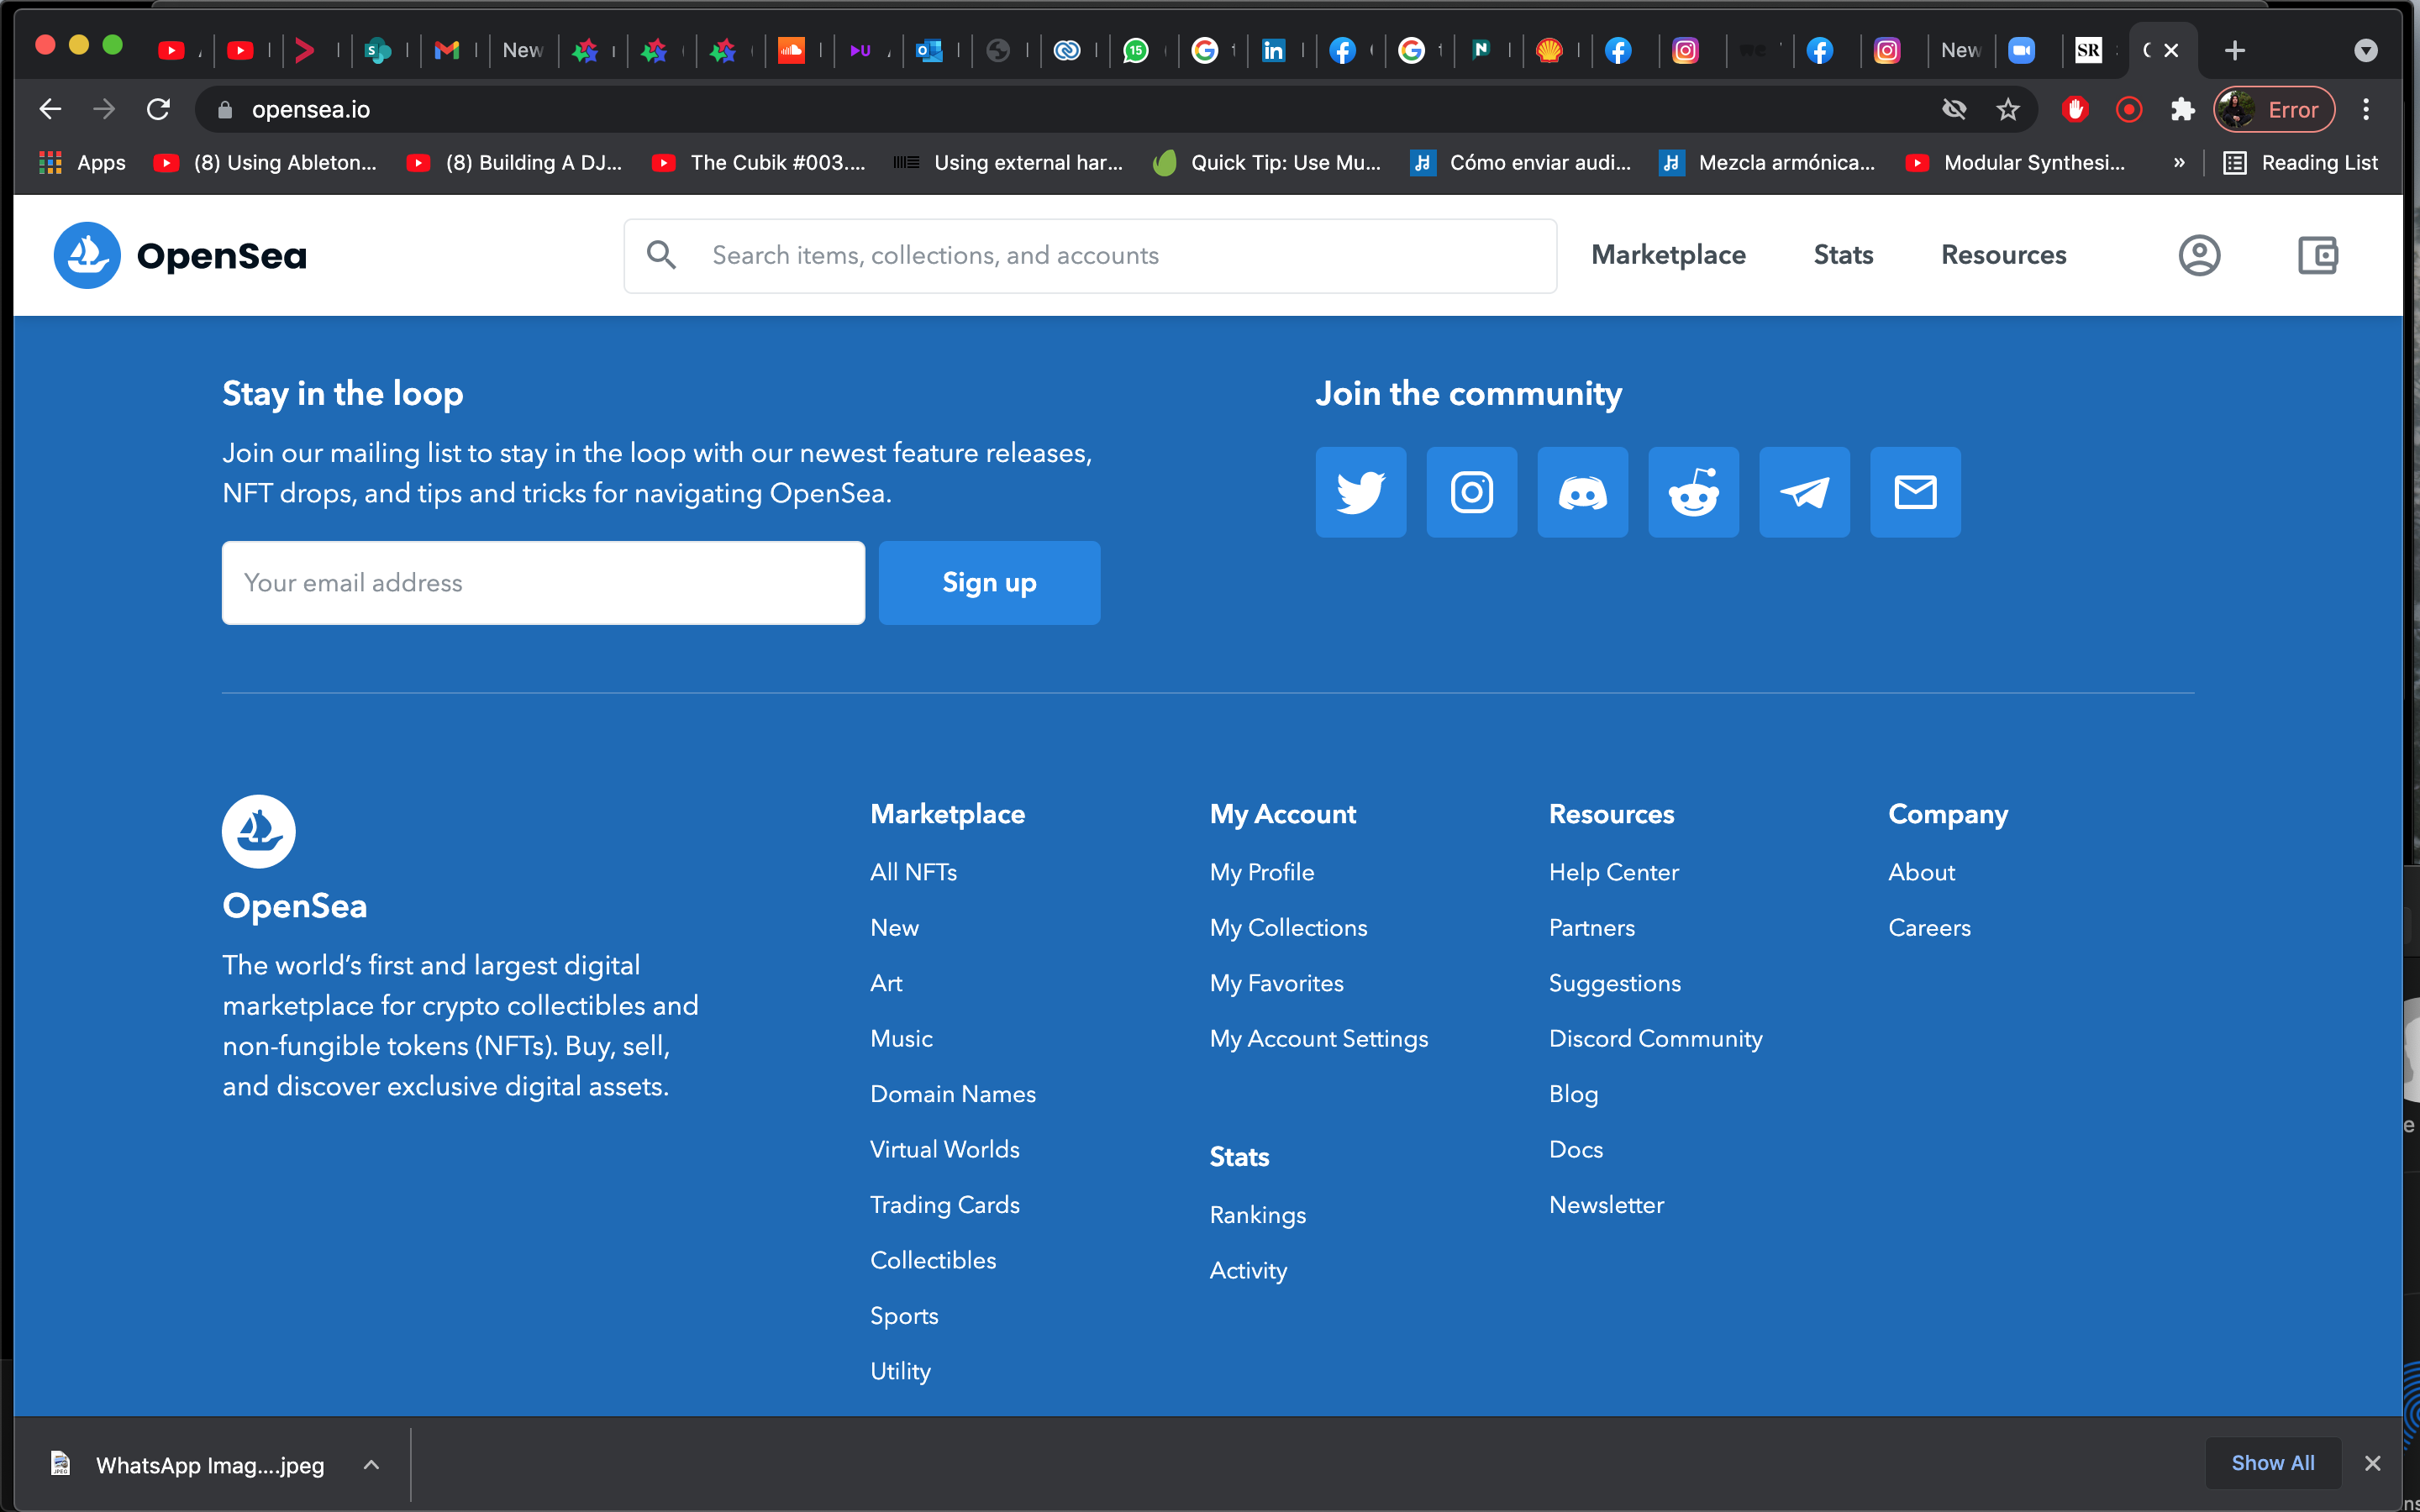 New
15
New
SR
opensea.io
Error
Apps
(8) Using Ableton...
(8) Building A DJ...
The Cubik #003....
Using external har...
Quick Tip: Use Mu...
Cómo enviar audi...
Mezcla armónica...
Modular Synthesi...
»
Reading List
OpenSea
Search items, collections, and accounts
Marketplace
Stats
Resources
Stay in the loop
Join our mailing list to stay in the loop with our newest feature releases,
NFT drops, and tips and tricks for navigating OpenSea.
Your email address
Sign up
Join the community
OpenSea
The world’s first and largest digital
marketplace for crypto collectibles and
non-fungible tokens (NFTs). Buy, sell,
and discover exclusive digital assets.
Marketplace
All NFTs
New
Art
Music
Domain Names
Virtual Worlds
Trading Cards
Collectibles
Sports
Utility
My Account
My Profile
My Collections
My Favorites
My Account Settings
Stats
Rankings
Activity
Resources
Help Center
Partners
Suggestions
Discord Community
Blog
Docs
Newsletter
Company
About
Careers
WhatsApp Imag....jpeg
Show All